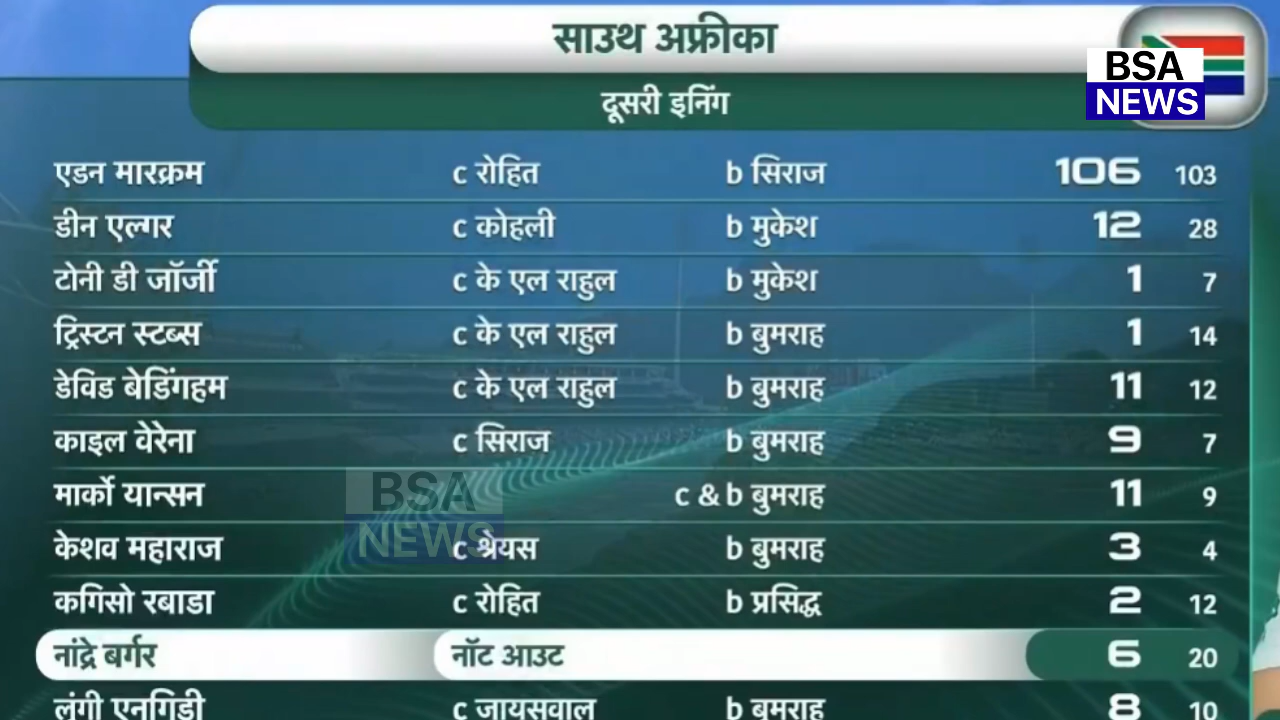 साउथ अफ्रीका
BSA
NEWS
दूसरी इनिंग
एडन मारक्रम c रोहित b सिराज 106 103
डीन एल्गर c कोहली b मुकेश 12 28
टोनी डी जॉर्जी c के एल राहुल b मुकेश 1 7
ट्रिस्टन स्टब्स c के एल राहुल b बुमराह 1 14
डेविड बेडिंगहम c के एल राहुल b बुमराह 11 12
काइल वेरेना c सिराज b बुमराह 9 7
मार्को यान्सन c & b बुमराह 11 9
BSA
NEWS
केशव महाराज c श्रेयस b बुमराह 3 4
कगिसो रबाडा c रोहित b प्रसिद्ध 2 12
नांद्रे बर्गर नॉट आउट 6 20
लुंगी एनगिडी c जायसवाल b बुमराह 8 10